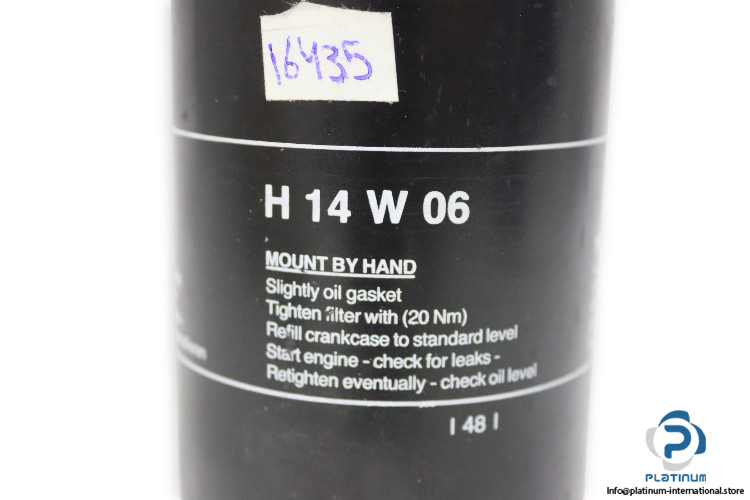 16435
H 14 W 06
MOUNT BY HAND
Slightly oil gasket
Tighten filter with (20 Nm)
Refill crankcase to standard level
Start engine - check for leaks -
Retighten eventually - check oil level
| 48 |
PLATINUM
Info@platinum-international.store